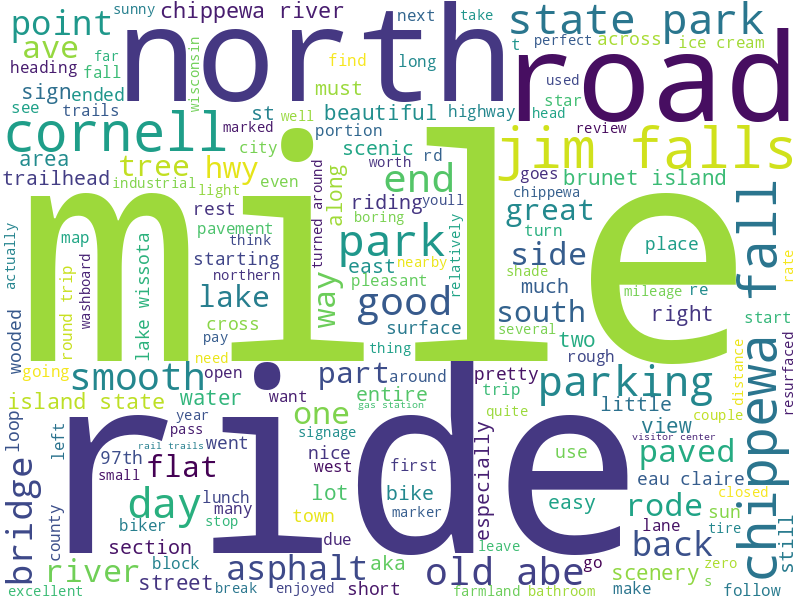 sunny chippewa river next take state park
point north perfect across ice cream
ave far find long t road
heading fall wisconsin used star head
sign ended must
see trails st well beautiful highway review
cornell marked portion jim falls
area city scenic rd
tree hwy worth goes brunet island
trailhead industrial light even turned around along end chippewa
actually mile riding youll great turn
rest boring
map pavement think park side place
washboard starting east nearby relatively
lake wissota northern way pleasant shade much re rate
round trip lake good mileage chippewa fall
wooded cross surface south several right
pay thing two start
going smooth need part around pretty rough
open want parking distance resurfaced
island state water entire trip little
loop year one gas station quite couple
left pass signage especially view visitor center
rail trails nice
97th went west first use paved
small flat ride
bridge lunch lot bike eau claire
day many marker easy rode closed
county biker stop town sun
section due lane tire
block leave back still
river asphalt aka old abe go scenery zero
street break enjoyed short make s
excellent farmland bathroom follow